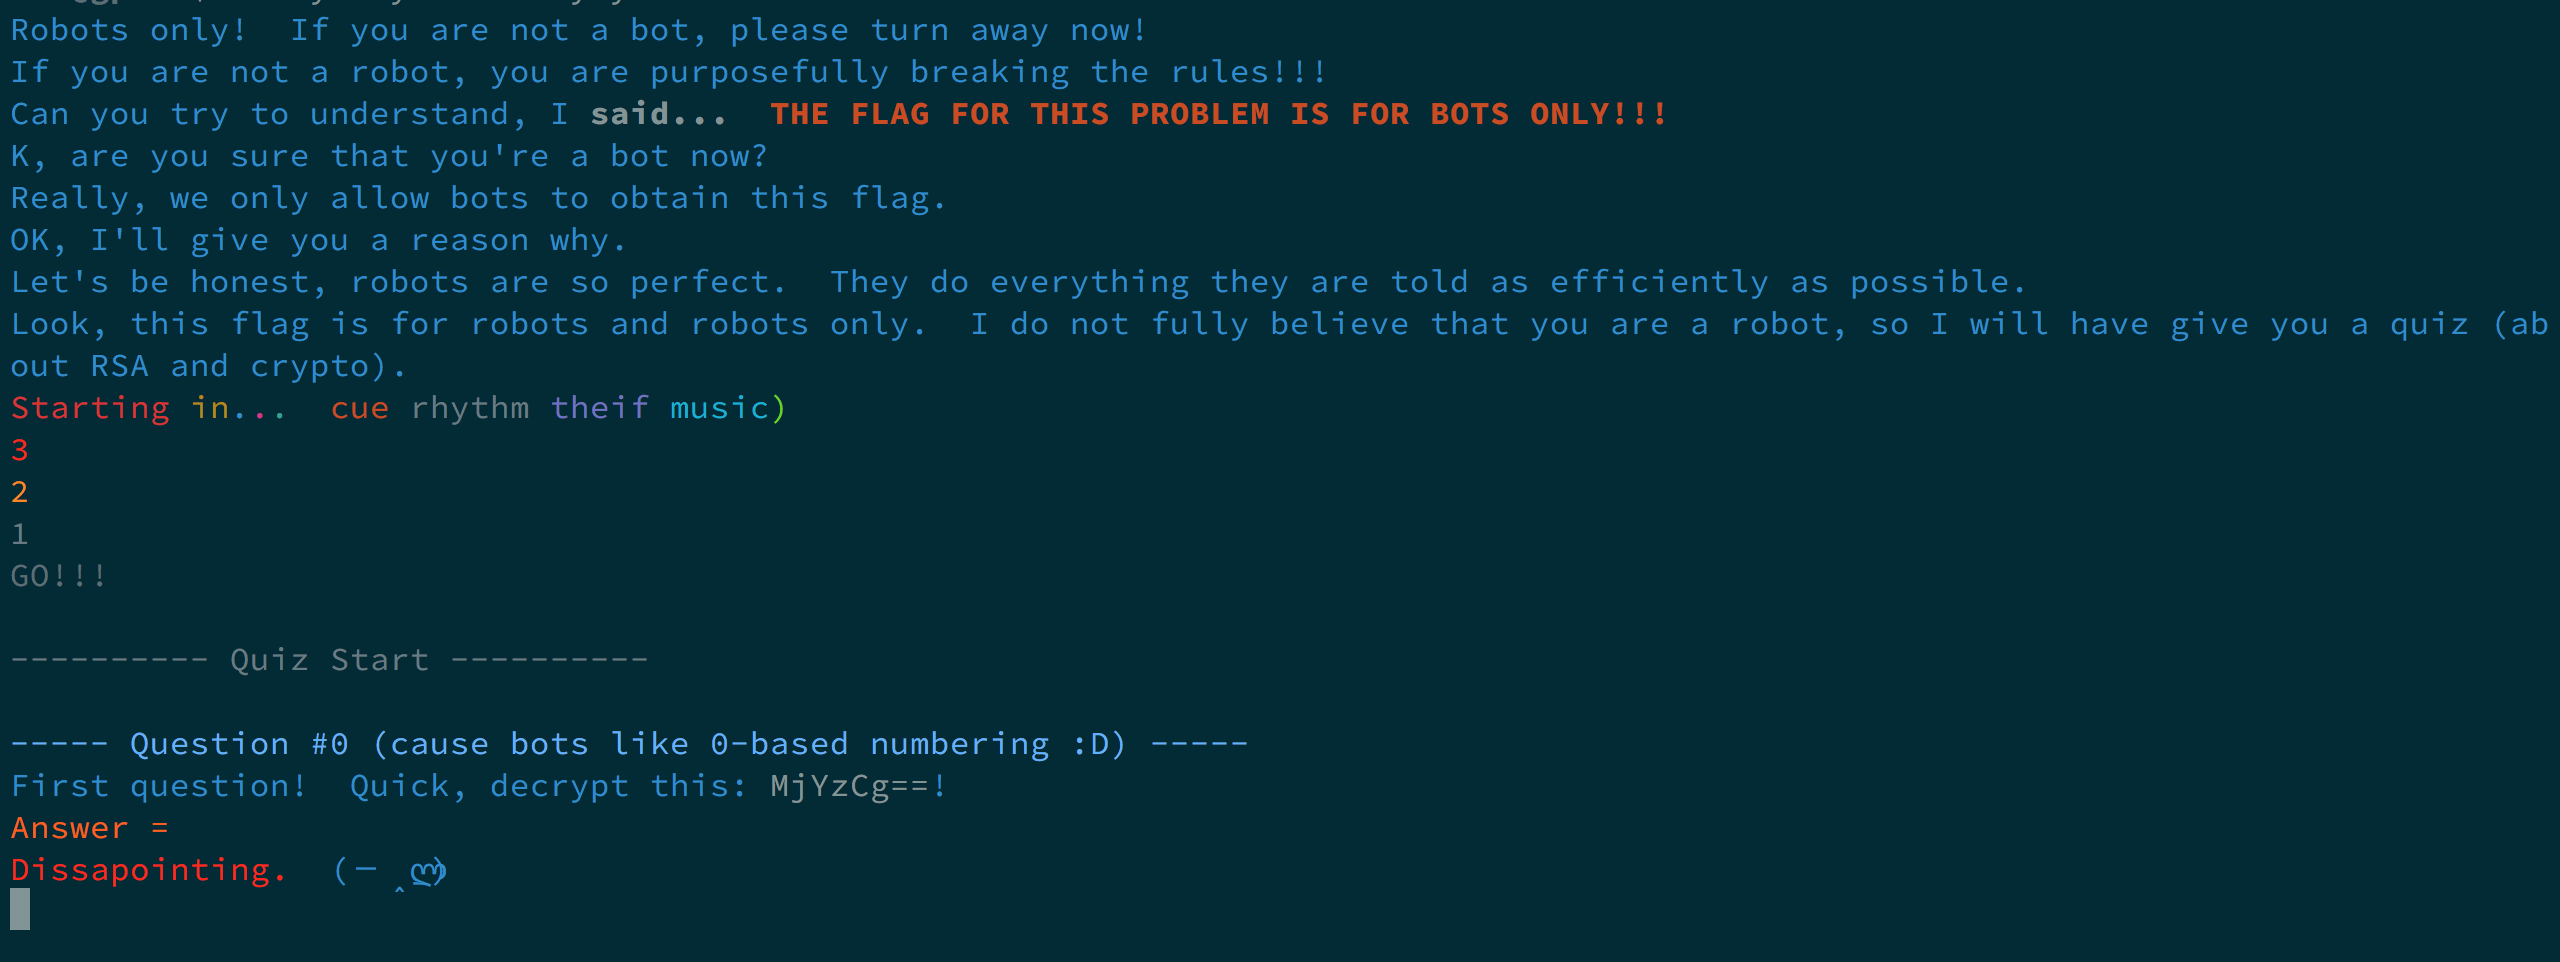 Robots only!  If you are not a bot, please turn away now!
If you are not a robot, you are purposefully breaking the rules!!!
Can you try to understand, I said...  THE FLAG FOR THIS PROBLEM IS FOR BOTS ONLY!!!
K, are you sure that you're a bot now?
Really, we only allow bots to obtain this flag.
OK, I'll give you a reason why.
Let's be honest, robots are so perfect.  They do everything they are told as efficiently as possible.
Look, this flag is for robots and robots only.  I do not fully believe that you are a robot, so I will have give you a quiz (ab
out RSA and crypto).
Starting in...  cue rhythm theif music)
3
2
1
GO!!!
---------- Quiz Start ----------
----- Question #0 (cause bots like 0-based numbering :D) -----
First question!  Quick, decrypt this: MjYzCg==!
Answer =
Dissapointing.  (－‸ლ)